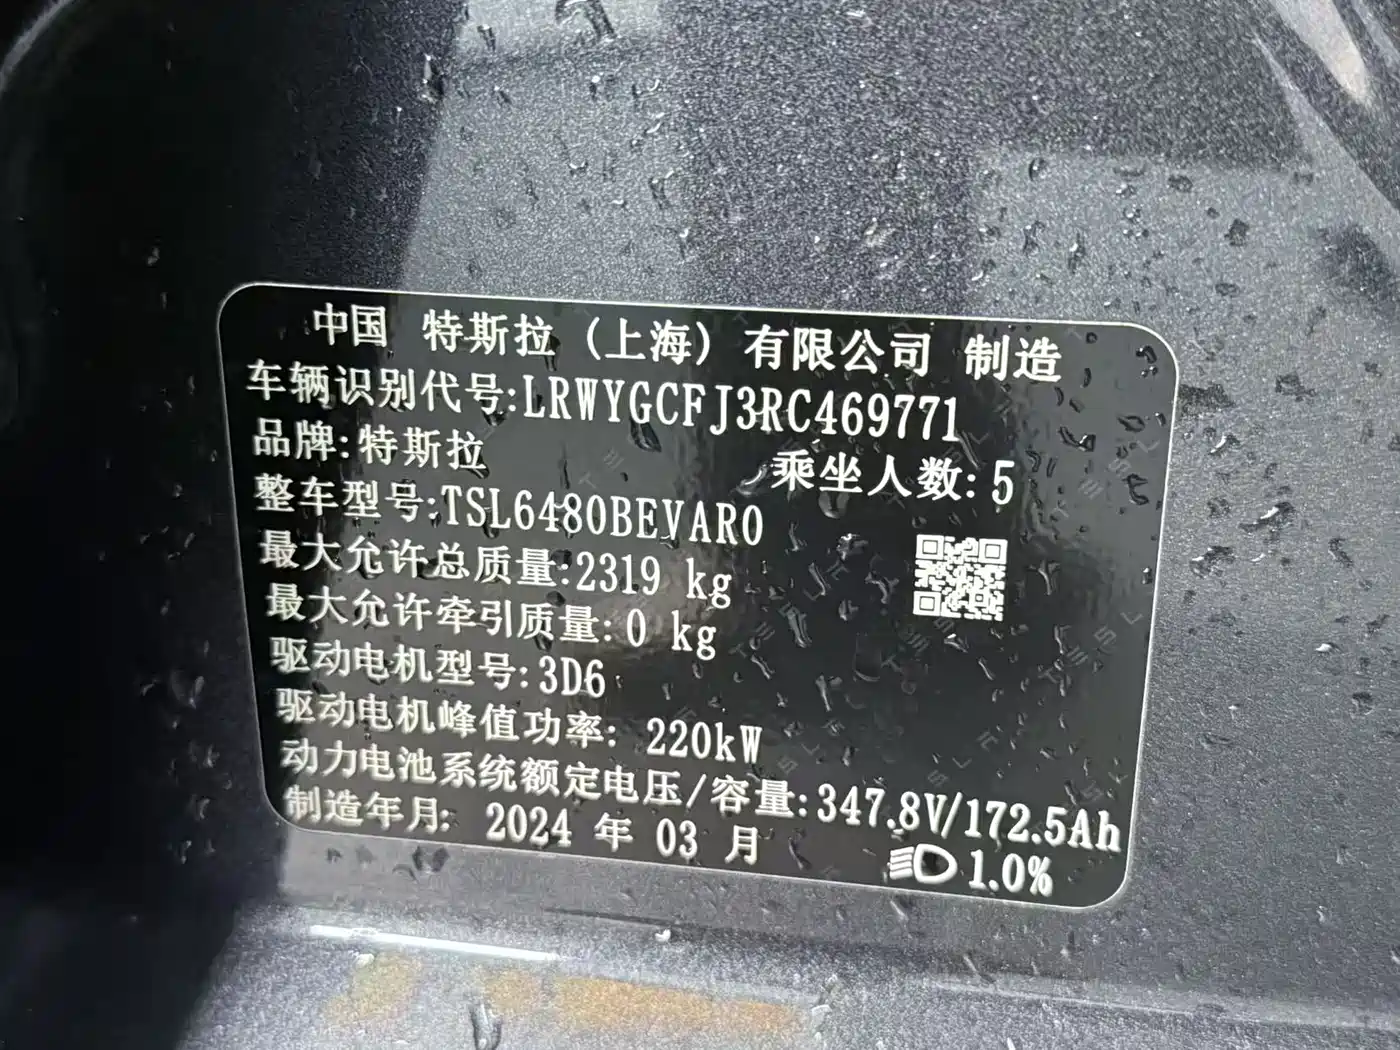 中国 特斯拉 (上海) 有限公司 制造
车辆识别代号:LRWYGCFJ3RC469771
品牌:特斯拉 乘坐人数:5
整车型号:TSL6480BEVAR0
最大允许总质量:2319 kg
最大允许牵引质量:0 kg
驱动电机型号:3D6
驱动电机峰值功率: 220kW
动力电池系统额定电压/容量:347.8V/172.5Ah
制造年月: 2024 年 03 月
1.0%